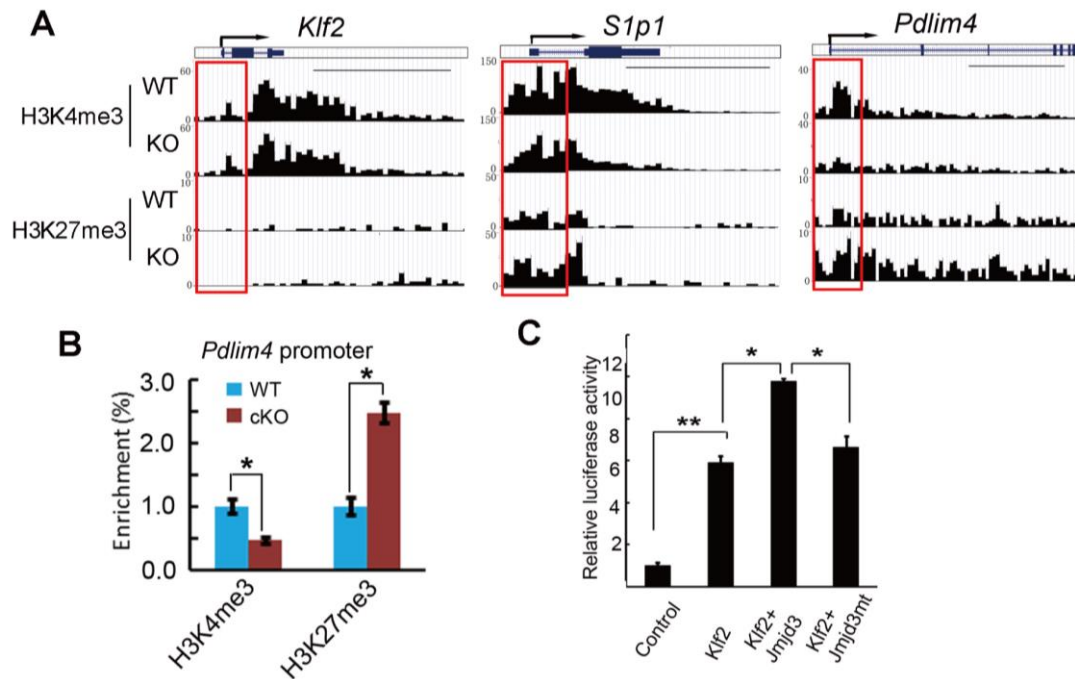 A
Klf2
S1p1
Pdlim4
H3K4me3
WT
KO
H3K27me3
WT
KO
60
0
60
0
10
0
10
0
150
0
150
0
50
0
50
0
40
0
40
0
10
0
10
0
B
Pdlim4 promoter
WT
cKO
Enrichment (%)
3.0
2.0
1.0
0.0
*
*
H3K4me3
H3K27me3
C
Relative luciferase activity
12
10
8
6
4
2
**
*
*
Control
Klf2
Klf2+
Jmjd3
Klf2+
Jmjd3mt